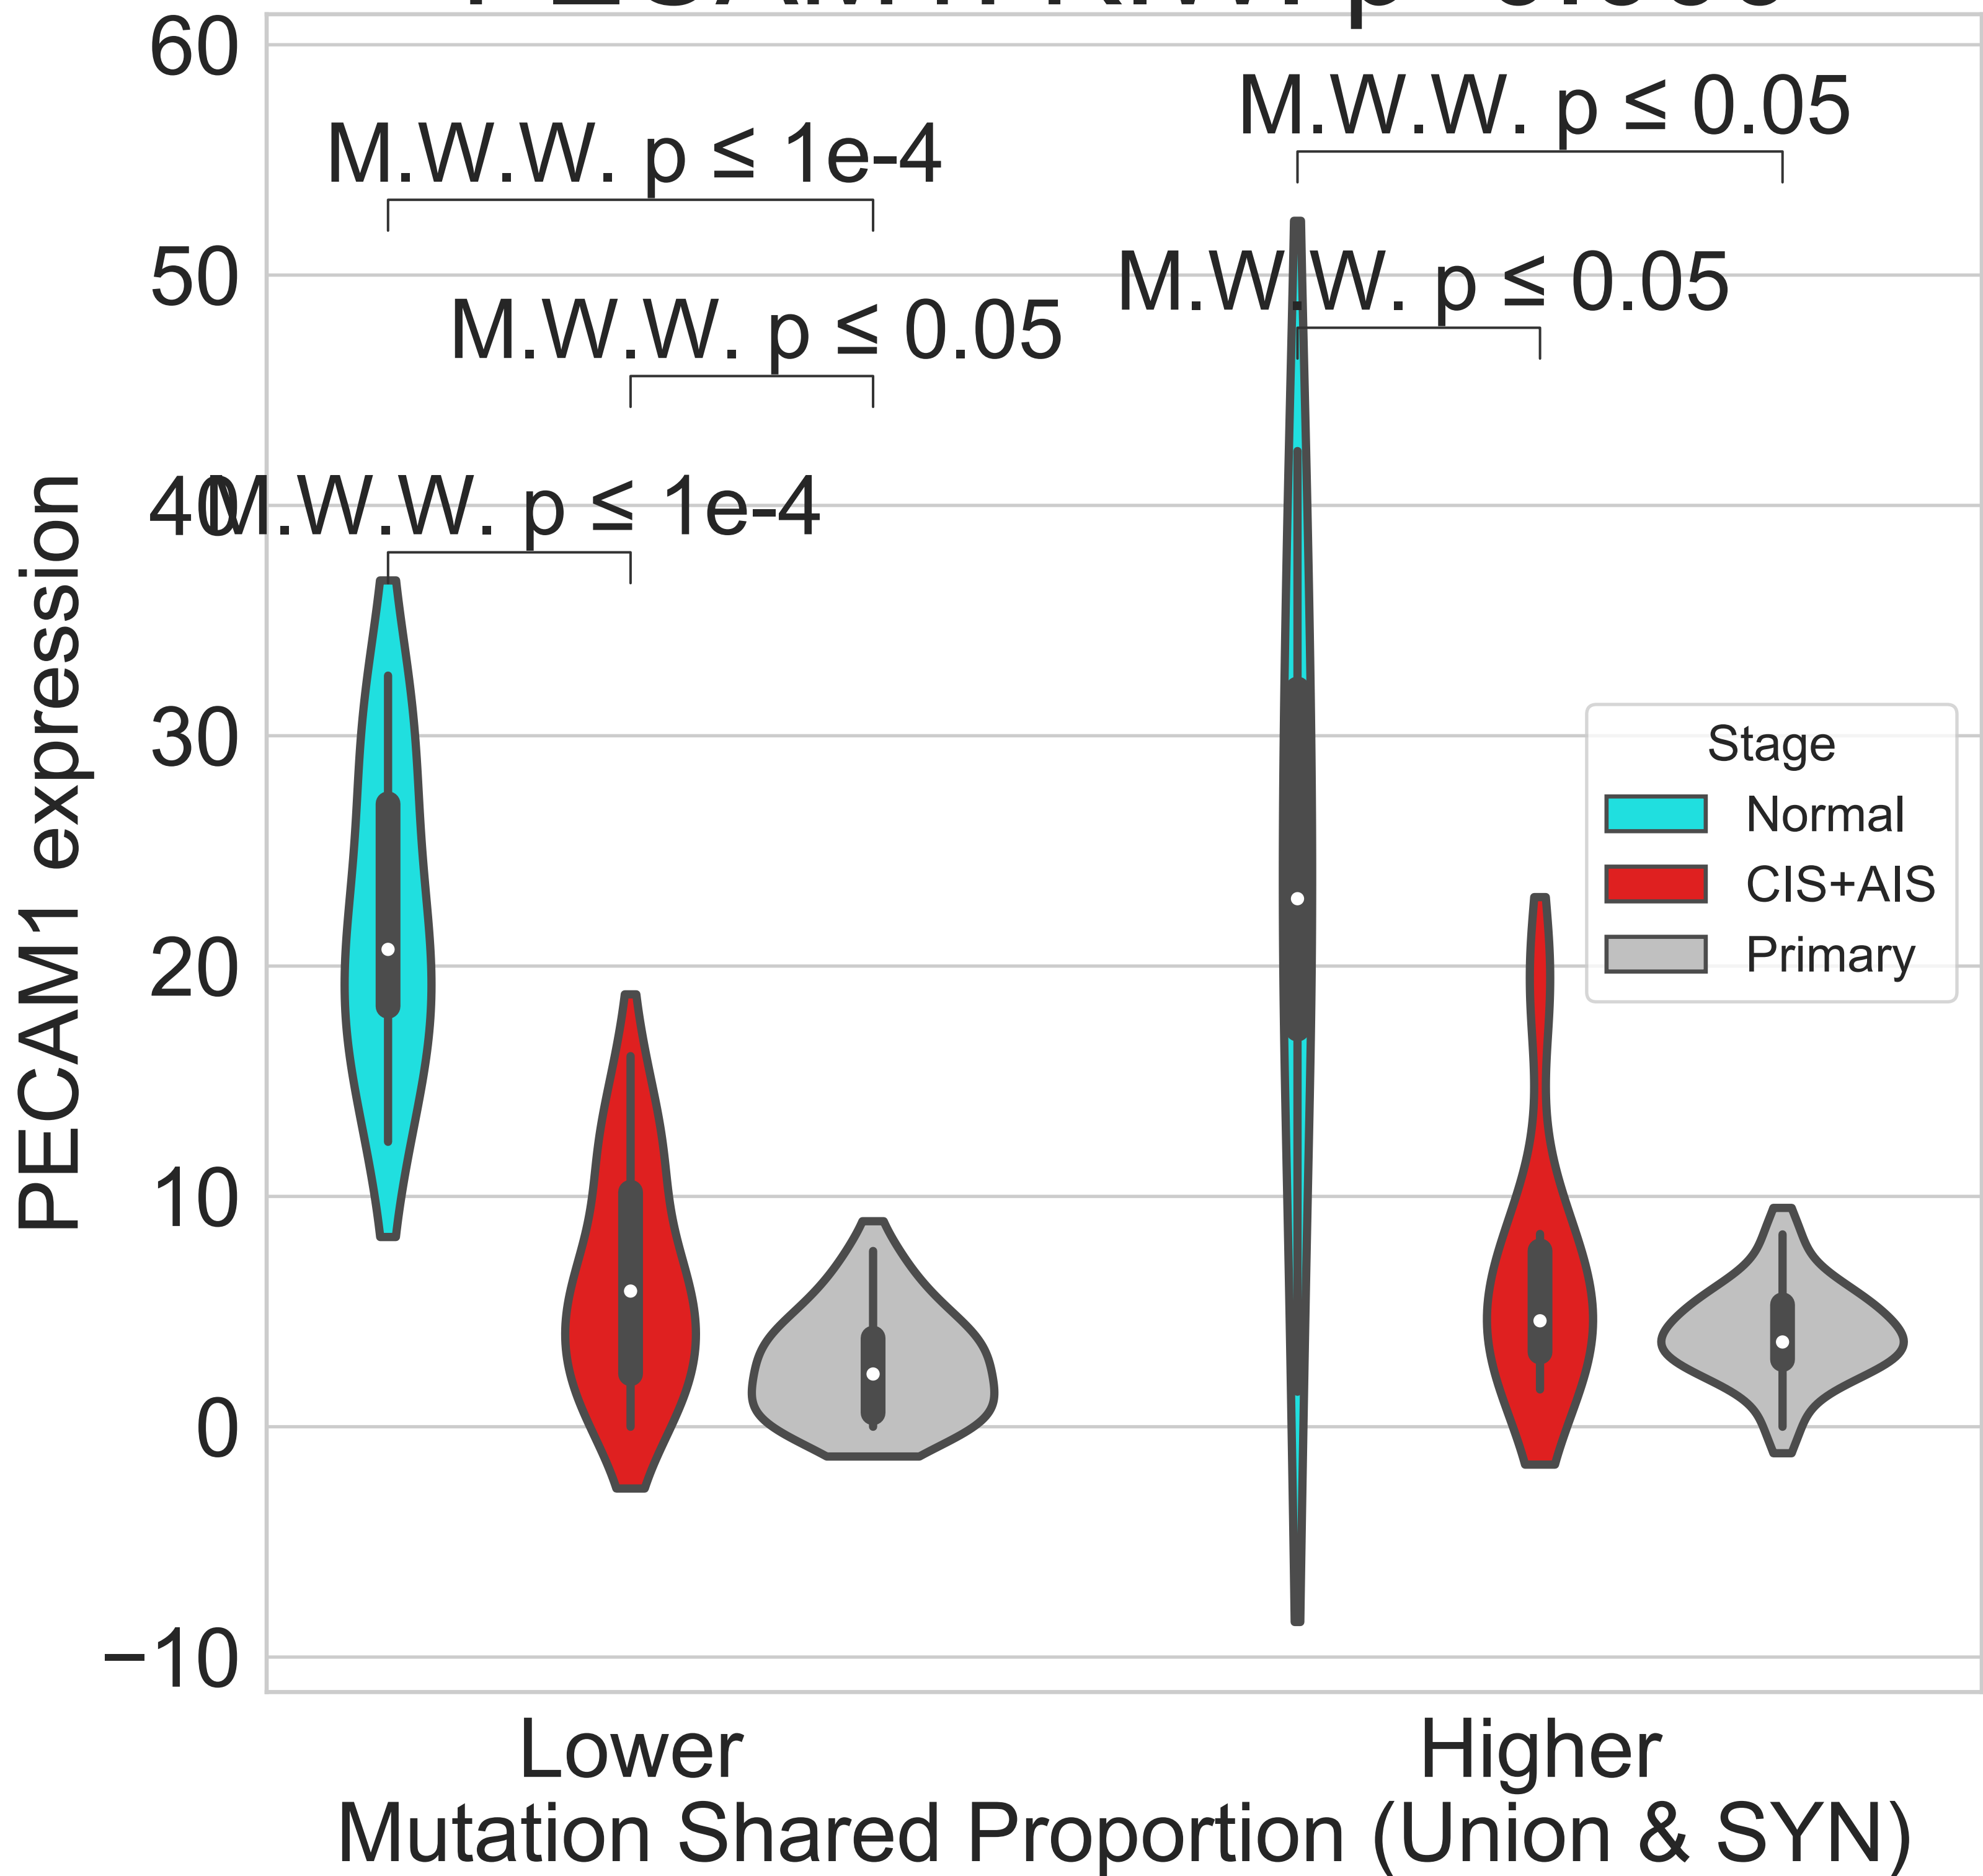 60
M.W.W. p ≤ 0.05
M.W.W. p ≤ 1e-4
50
M.W.W. p ≤ 0.05
M.W.W. p ≤ 0.05
40
M.W.W. p ≤ 1e-4
PECAM1 expression
30
Stage
Normal
CIS+AIS
Primary
20
10
0
−10
Lower
Higher
Mutation Shared Proportion (Union & SYN)